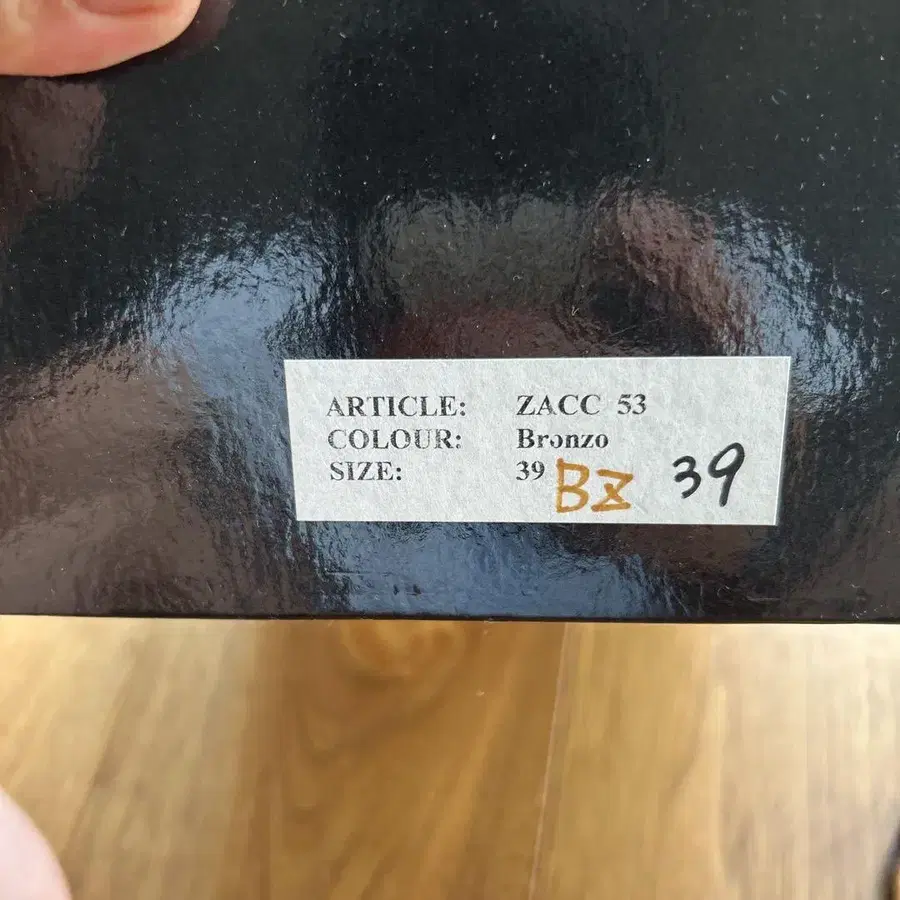 ARTICLE: ZACC 53
COLOUR: Bronzo
SIZE: 39 BZ 39